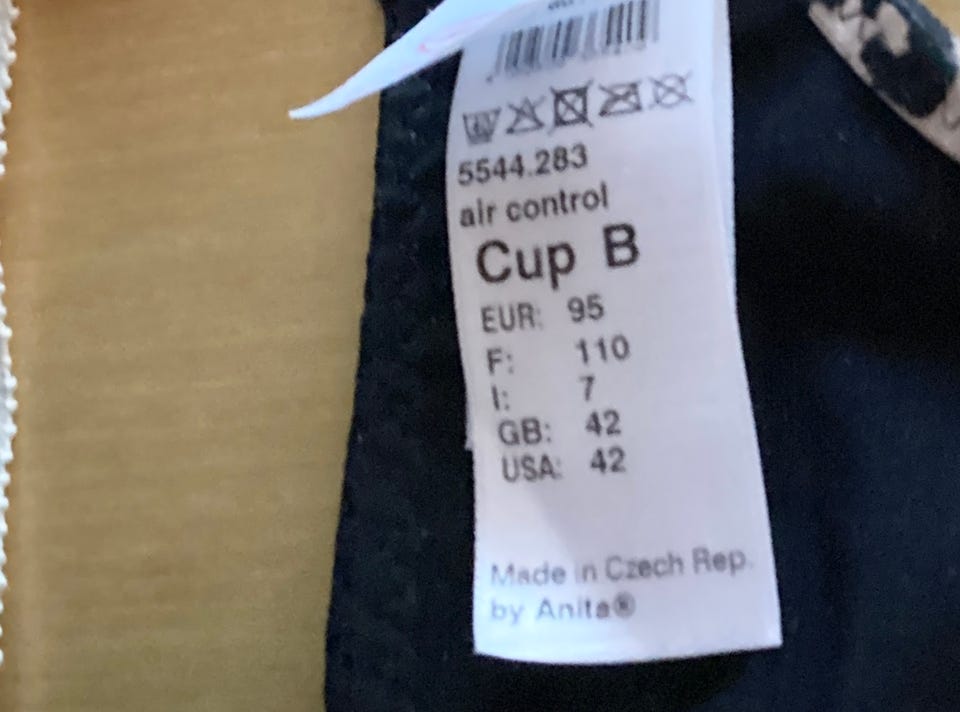 5544.283
air control
Cup B
EUR: 95
F: 110
I: 7
GB: 42
USA: 42
Made in Czech Rep.
by Anita®